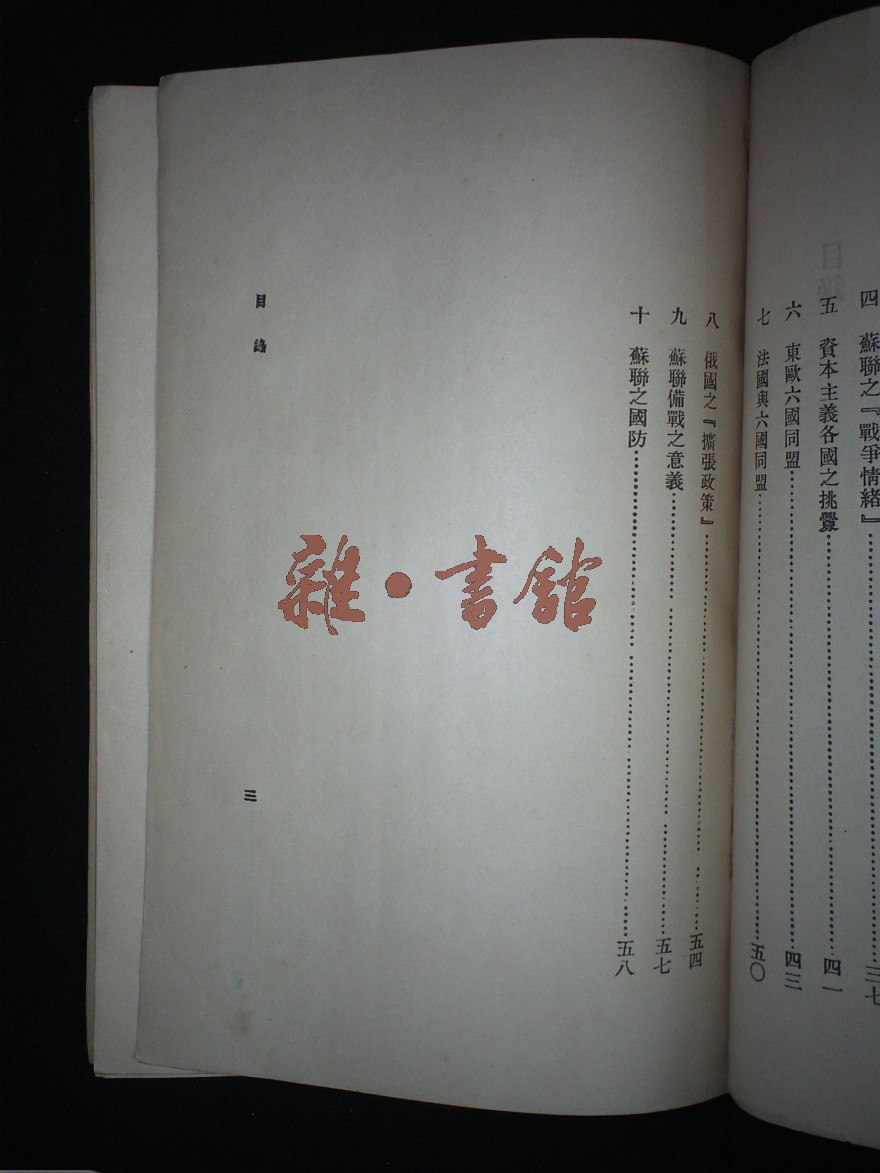 四 蘇聯之『戰爭情緒』……三七
五 資本主義各國之挑釁……四一
六 東歐六國同盟……四三
七 法國與六國同盟……五〇
八 俄國之『擴張政策』……五四
九 蘇聯備戰之意義……五七
十 蘇聯之國防……五八
目錄
三
雜·書館